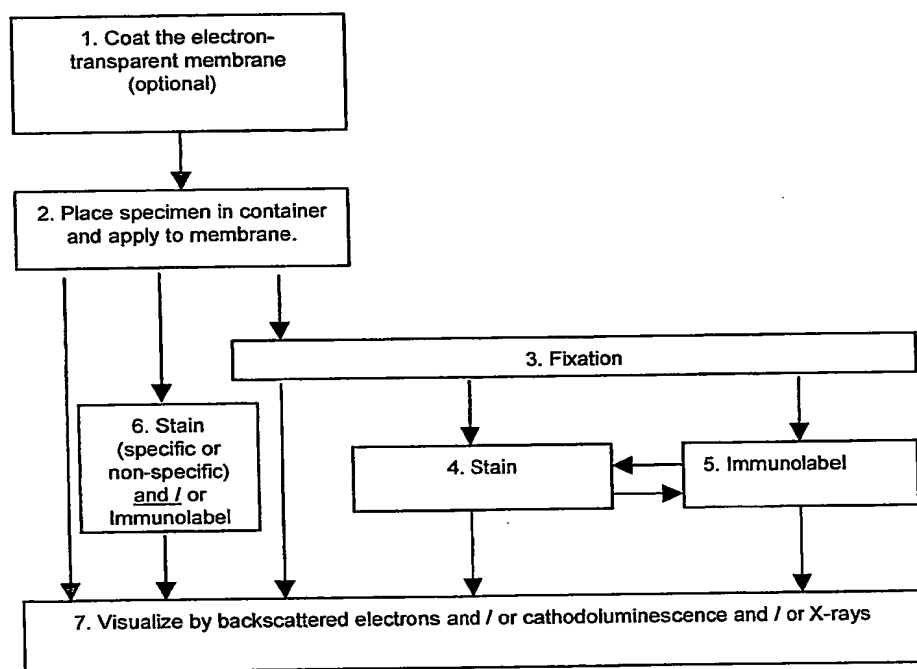 1. Coat the electron-
transparent membrane
(optional)
2. Place specimen in container
and apply to membrane.
3. Fixation
6. Stain
(specific or
non-specific)
and / or
Immunolabel
4. Stain
5. Immunolabel
7. Visualize by backscattered electrons and / or cathodoluminescence and / or X-rays